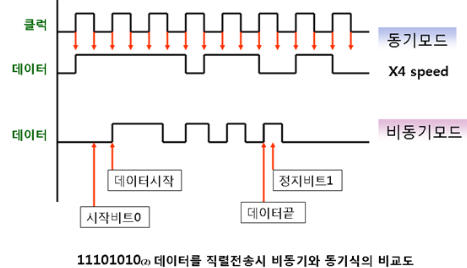 클럭
동기모드
데이터
X4 speed
데이터
비동기모드
데이터시작
정지비트1
시작비트0
데이터끝
11101010(2) 데이터를 직렬전송시 비동기와 동기식의 비교도